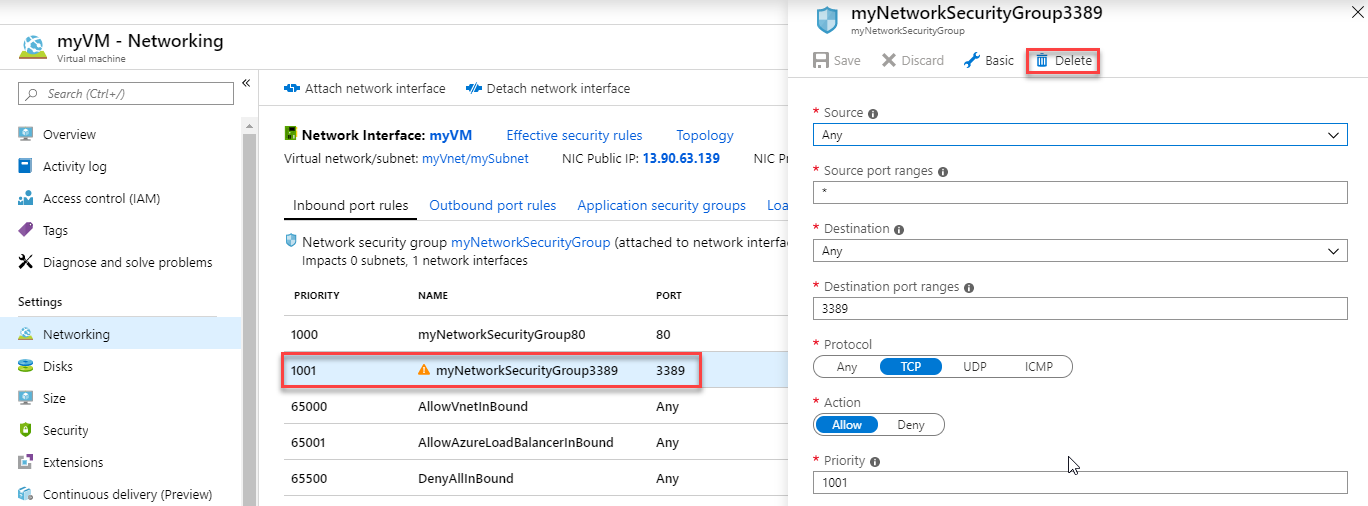 myVM - Networking
Virtual machine
Search (Ctrl+/)
«
Overview
Activity log
Access control (IAM)
Tags
Diagnose and solve problems
Settings
Networking
Disks
Size
Security
Extensions
Continuous delivery (Preview)
Attach network interface Detach network interface
Network Interface: myVM Effective security rules Topology
Virtual network/subnet: myVnet/mySubnet NIC Public IP: 13.90.63.139 NIC Pr
Inbound port rules Outbound port rules Application security groups Loa
Network security group myNetworkSecurityGroup (attached to network interfac
Impacts 0 subnets, 1 network interfaces
PRIORITY NAME PORT
1000 myNetworkSecurityGroup80 80
1001 myNetworkSecurityGroup3389 3389
65000 AllowVnetInBound Any
65001 AllowAzureLoadBalancerInBound Any
65500 DenyAllInBound Any
myNetworkSecurityGroup3389
myNetworkSecurityGroup
Save Discard Basic Delete
* Source
Any
* Source port ranges
*
* Destination
Any
* Destination port ranges
3389
* Protocol
Any TCP UDP ICMP
* Action
Allow Deny
* Priority
1001